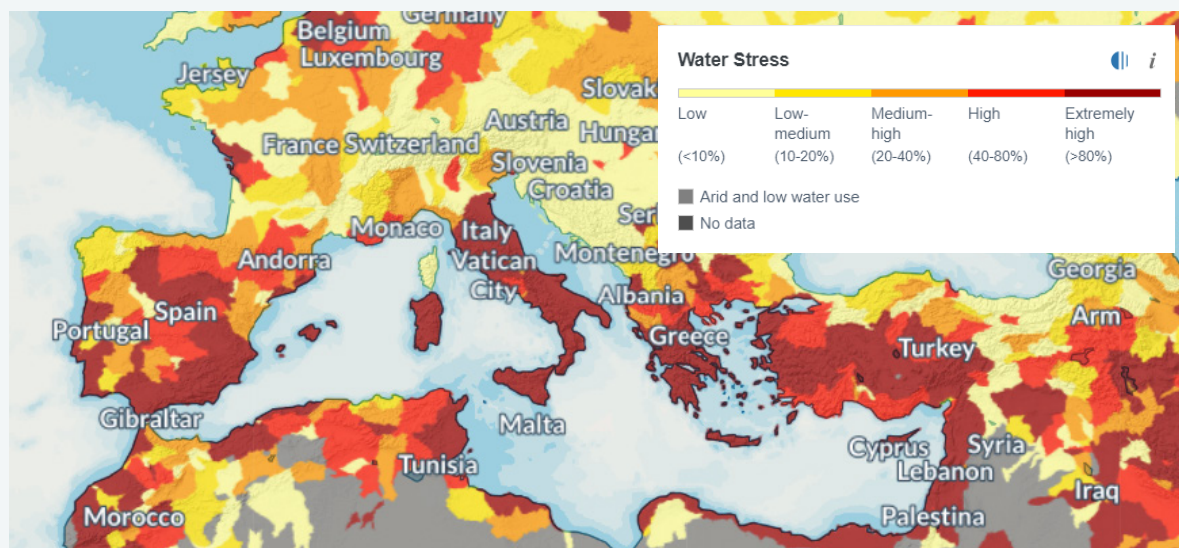 Germany
Belgium
Luxembourg
Jersey
Slovak
Austria
France
Switzerland
Hungar
Slovenia
Croatia
Ser
Monaco
Italy
Montenegro
Andorra
Vatican
City
Georgia
Albania
Spain
Portugal
Greece
Turkey
Arm
Gibraltar
Malta
Cyprus
Syria
Lebanon
Tunisia
Iraq
Morocco
Palestina
Water Stress
i
Low
Low-
medium
Medium-
high
High
Extremely
high
(<10%)
(10-20%)
(20-40%)
(40-80%)
(>80%)
Arid and low water use
No data